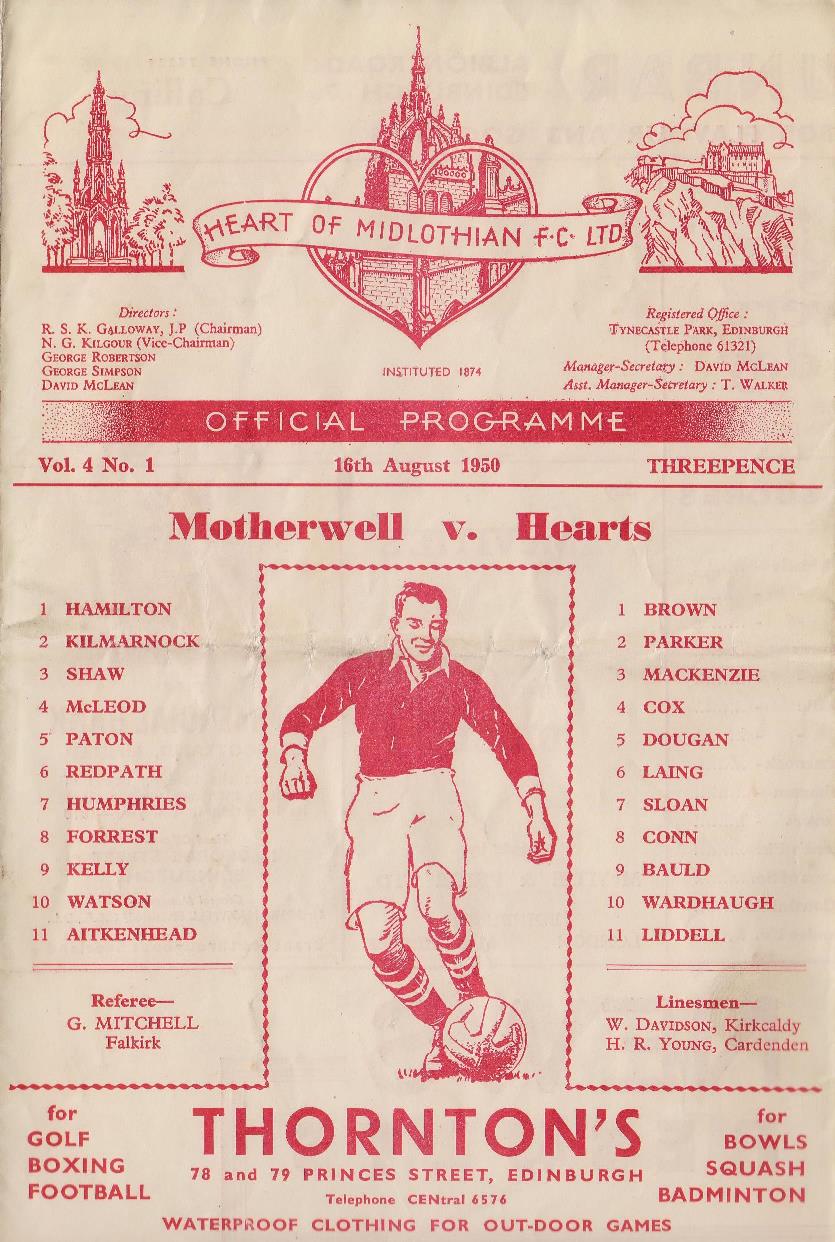 HEART OF MIDLOTHIAN F.C. LTD
Directors :
R. S. K. GALLOWAY, J.P (Chairman)
N. G. KILGOUR (Vice-Chairman)
GEORGE ROBERTSON
GEORGE SIMPSON
DAVID MCLEAN
INSTITUTED 1874
Registered Office :
TYNECASTLE PARK, EDINBURGH
(Telephone 61321)
Manager-Secretary : DAVID MCLEAN
Asst. Manager-Secretary : T. WALKER
OFFICIAL PROGRAMME
Vol. 4 No. 1 16th August 1950 THREEPENCE
Motherwell v. Hearts
1 HAMILTON
2 KILMARNOCK
3 SHAW
4 McLEOD
5 PATON
6 REDPATH
7 HUMPHRIES
8 FORREST
9 KELLY
10 WATSON
11 AITKENHEAD
Referee—
G. MITCHELL
Falkirk
1 BROWN
2 PARKER
3 MACKENZIE
4 COX
5 DOUGAN
6 LAING
7 SLOAN
8 CONN
9 BAULD
10 WARDHAUGH
11 LIDDELL
Linesmen—
W. DAVIDSON, Kirkcaldy
H. R. YOUNG, Cardenden
for
GOLF
BOXING
FOOTBALL
THORNTON'S
78 and 79 PRINCES STREET, EDINBURGH
Telephone CENtral 6576
for
BOWLS
SQUASH
BADMINTON
WATERPROOF CLOTHING FOR OUT-DOOR GAMES